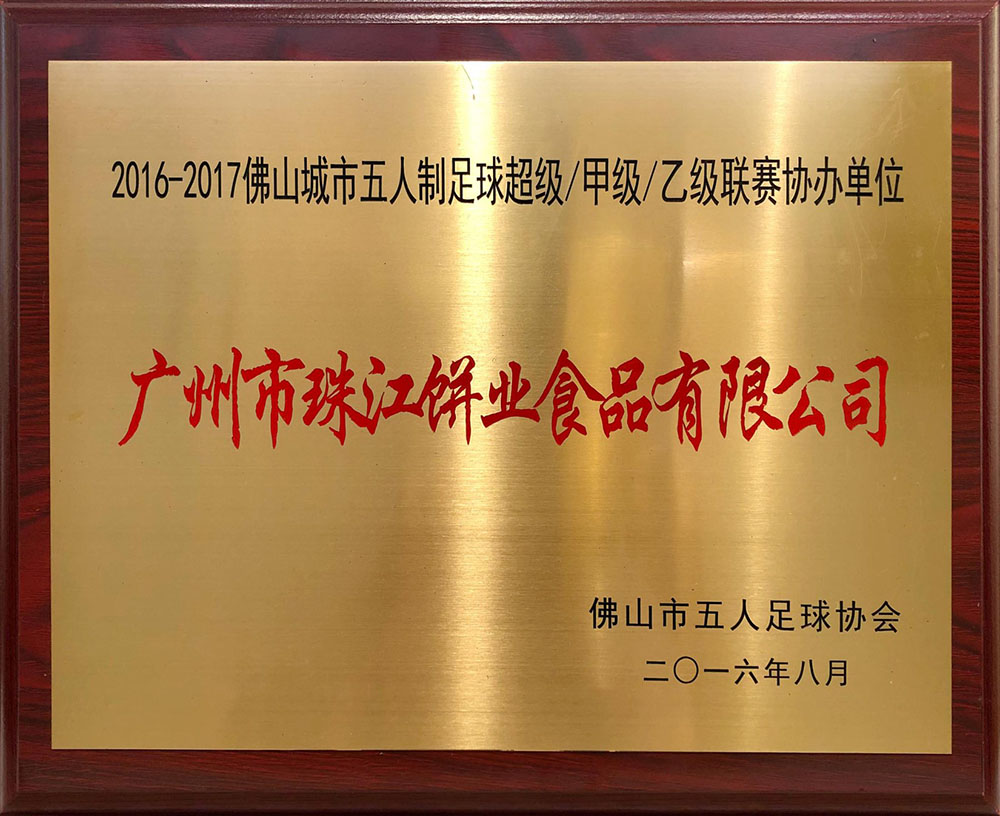 2016-2017佛山城市五人制足球超级/甲级/乙级联赛协办单位
广州市珠江饼业食品有限公司
佛山市五人足球协会
二〇一六年八月